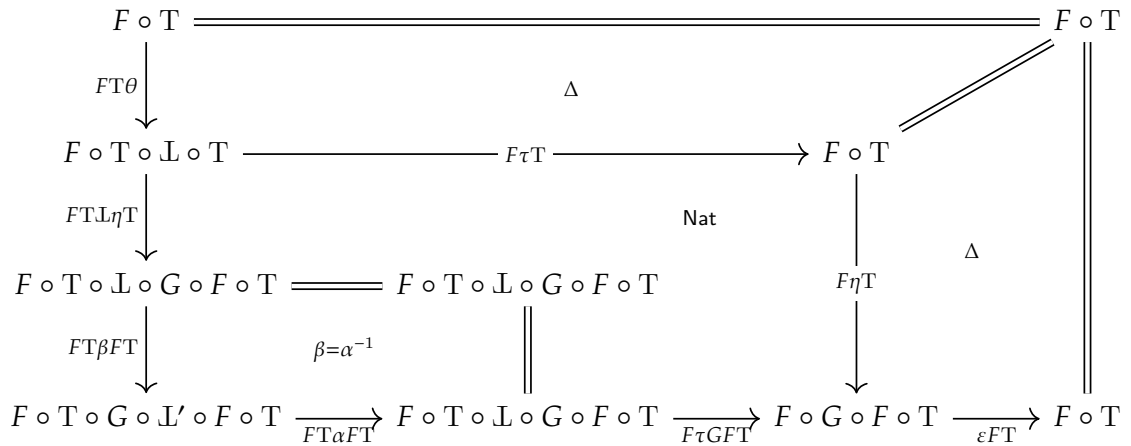 F ∘ T F ∘ T
FTθ Δ
F ∘ T ∘ ⊥ ∘ T FτT F ∘ T
FT⊥ηT Nat Δ
F ∘ T ∘ ⊥ ∘ G ∘ F ∘ T F ∘ T ∘ ⊥ ∘ G ∘ F ∘ T FηT
FTβFT β=α⁻¹
F ∘ T ∘ G ∘ ⊥′ ∘ F ∘ T F ∘ T ∘ ⊥ ∘ G ∘ F ∘ T F ∘ G ∘ F ∘ T F ∘ T
FTαFT FτGFT εFT